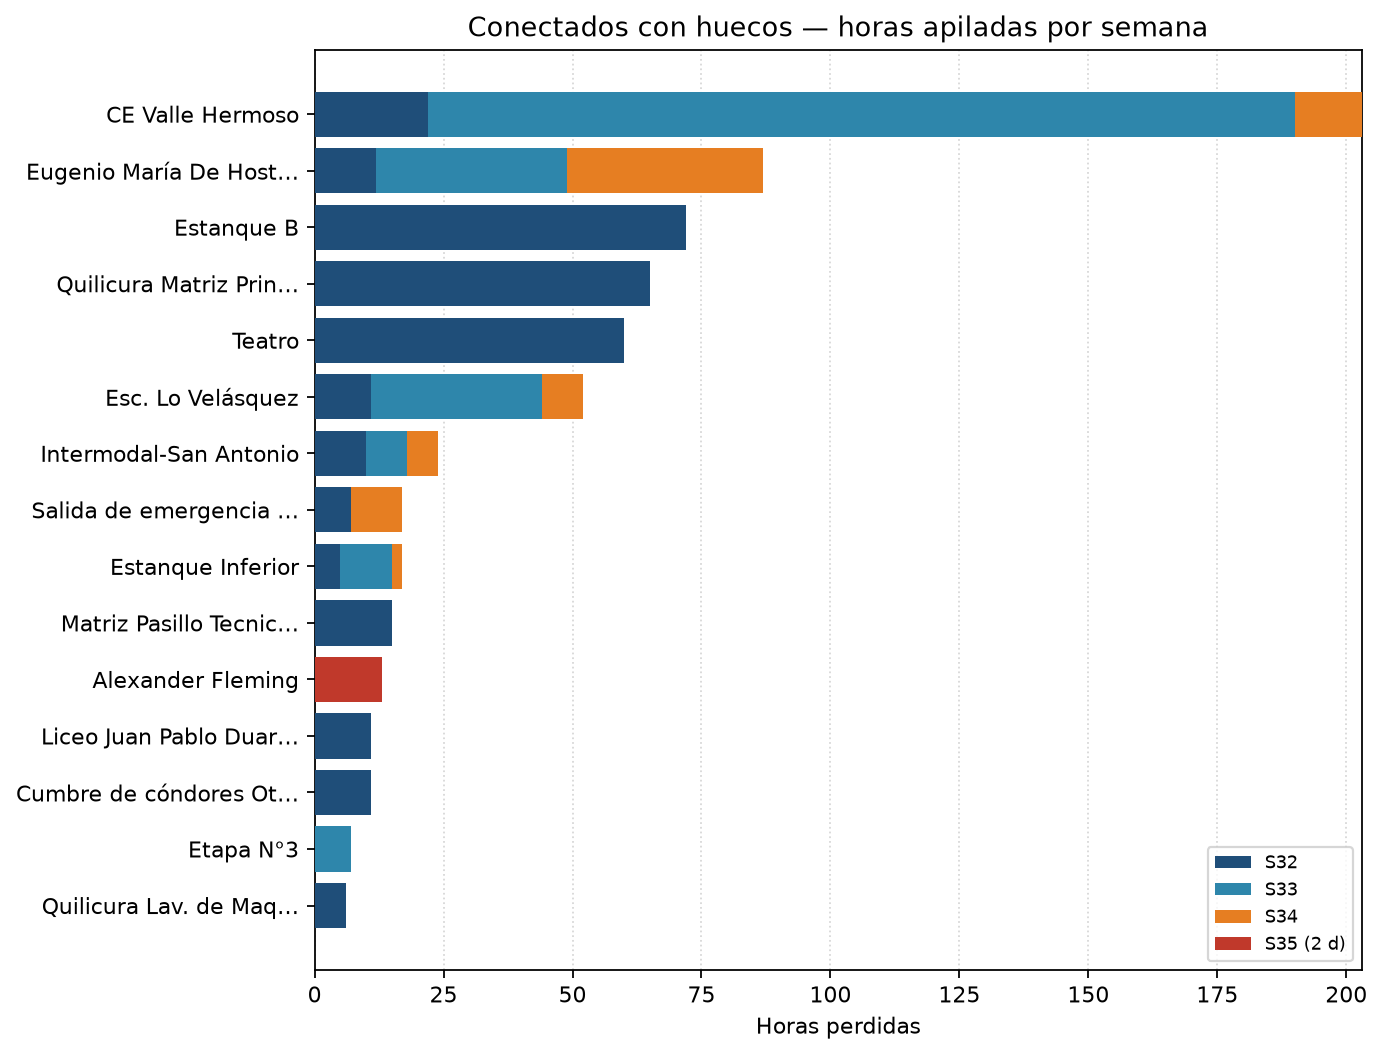 Conectados con huecos — horas apiladas por semana
CE Valle Hermoso
Eugenio María De Host...
Estanque B
Quilicura Matriz Prin...
Teatro
Esc. Lo Velásquez
Intermodal-San Antonio
Salida de emergencia ...
Estanque Inferior
Matriz Pasillo Tecnic...
Alexander Fleming
Liceo Juan Pablo Duar...
Cumbre de cóndores Ot...
Etapa N°3
Quilicura Lav. de Maq...
S32
S33
S34
S35 (2 d)
0 25 50 75 100 125 150 175 200
Horas perdidas